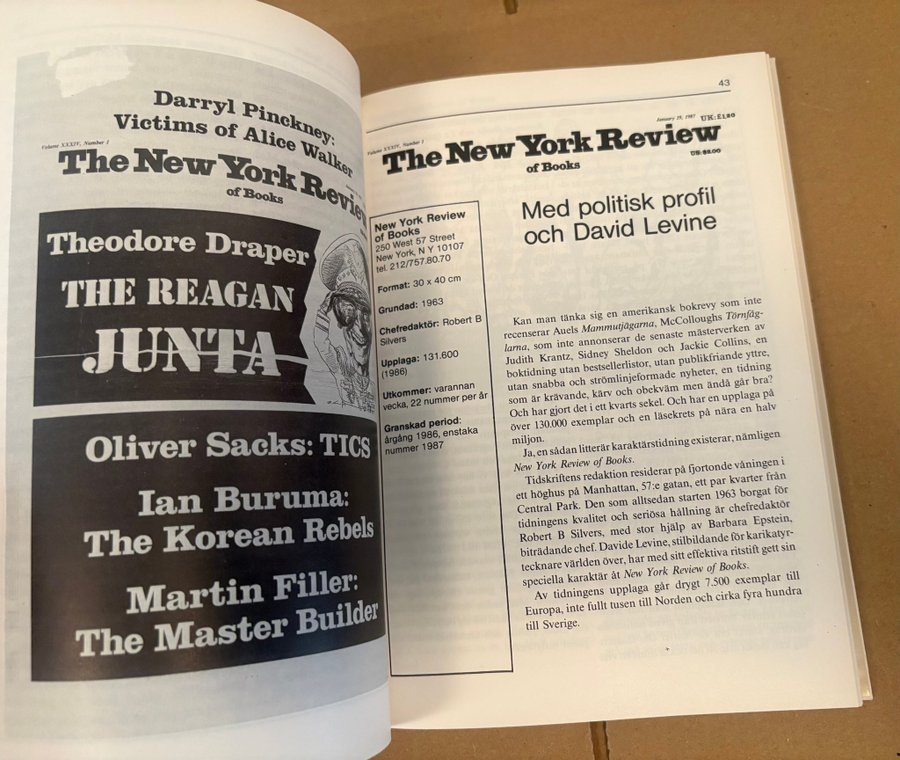 Darryl Pinckney:
Victims of Alice Walker
Volume XXXIV, Number 1
The New York Review
of Books
Theodore Draper
THE REAGAN
JUNTA
Oliver Sacks: TICS
Ian Buruma:
The Korean Rebels
Martin Filler:
The Master Builder
43
Volume XXXIV, Number 1
January 19, 1987
UK: £1.20
The New York Review
of Books
US: $2.00
New York Review
of Books
250 West 57 Street
New York, N Y 10107
tel. 212/757.80.70
Format: 30 x 40 cm
Grundad: 1963
Chefredaktör: Robert B
Silvers
Upplaga: 131.600
(1986)
Utkommer: varannan
vecka, 22 nummer per år
Granskad period:
årgång 1986, enstaka
nummer 1987
Med politisk profil
och David Levine
Kan man tänka sig en amerikansk bokrevy som inte
recenserar Auels Mammutjägarna, McColloughs Törnfåg-
larna, som inte annonserar de senaste mästerverken av
Judith Krantz, Sidney Sheldon och Jackie Collins, en
boktidning utan bestsellerlistor, utan publikfriande yttre,
utan snabba och strömlinjeformade nyheter, en tidning
som är krävande, kärv och obekväm men ändå går bra?
Och har gjort det i ett kvarts sekel. Och har en upplaga på
över 130.000 exemplar och en läsekrets på nära en halv
miljon.
Ja, en sådan litterär karaktärstidning existerar, nämligen
New York Review of Books.
Tidskriftens redaktion residerar på fjortonde våningen i
ett höghus på Manhattan, 57:e gatan, ett par kvarter från
Central Park. Den som alltsedan starten 1963 borgat för
tidningens kvalitet och seriösa hållning är chefredaktör
Robert B Silvers, med stor hjälp av Barbara Epstein,
biträdande chef. Davide Levine, stilbildande för karikatyr-
tecknare världen över, har med sitt effektiva ritstift gett sin
speciella karaktär åt New York Review of Books.
Av tidningens upplaga går drygt 7.500 exemplar till
Europa, inte fullt tusen till Norden och cirka fyra hundra
till Sverige.